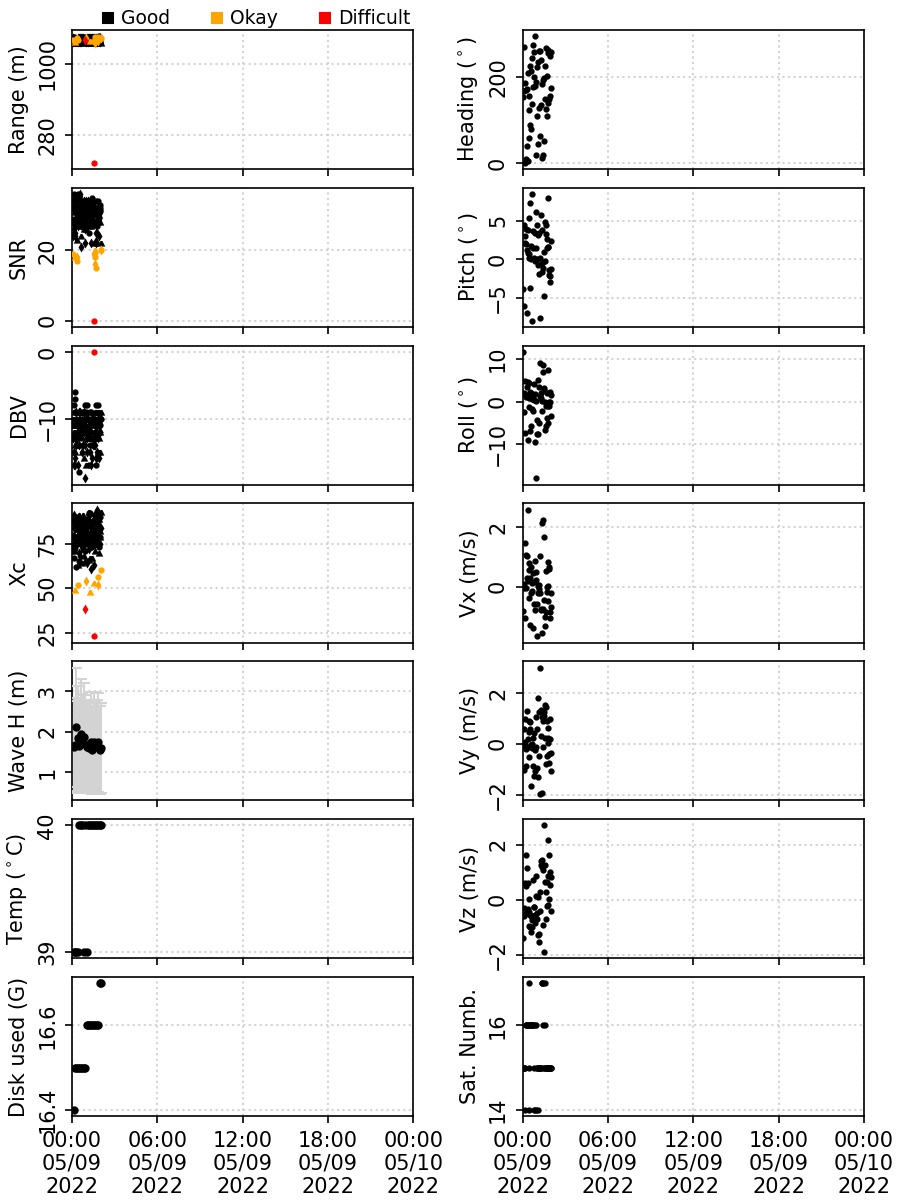 Good Okay Difficult
Range (m)
1000
280
Heading (°)
200
0
SNR
20
0
Pitch (°)
5
0
−5
DBV
0
−10
Roll (°)
10
0
−10
Xc
75
50
25
Vx (m/s)
2
0
Wave H (m)
3
2
1
Vy (m/s)
2
0
−2
Temp (°C)
40
39
Vz (m/s)
2
0
−2
Disk used (G)
16.6
16.4
Sat. Numb.
16
14
00:00 06:00 12:00 18:00 00:00
05/09 05/09 05/09 05/09 05/10
2022 2022 2022 2022 2022
00:00 06:00 12:00 18:00 00:00
05/09 05/09 05/09 05/09 05/10
2022 2022 2022 2022 2022